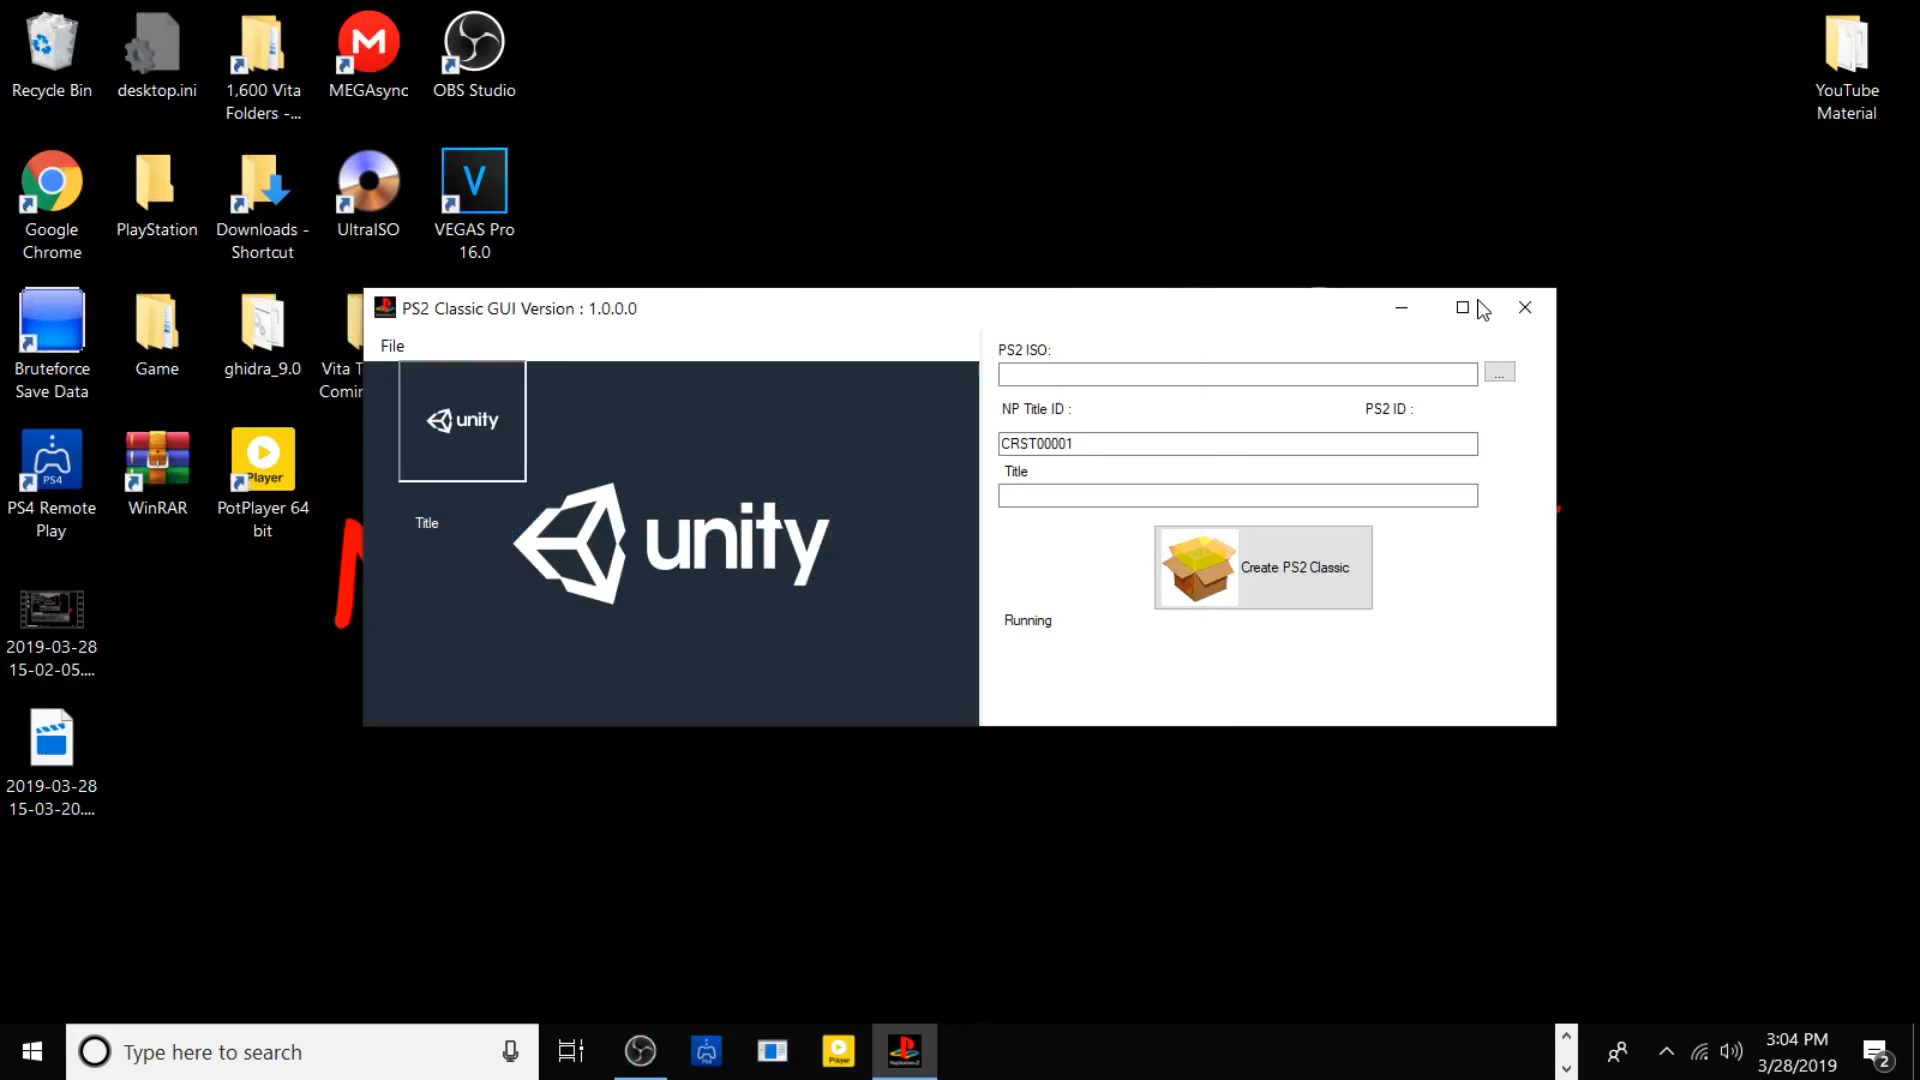 Recycle Bin
desktop.ini
1,600 Vita
Folders -...
MEGAsync
OBS Studio
YouTube
Material
Google
Chrome
PlayStation
Downloads -
Shortcut
UltraISO
VEGAS Pro
16.0
Bruteforce
Save Data
Game
ghidra_9.0
Vita T
Comin
PS4 Remote
Play
WinRAR
PotPlayer 64
bit
2019-03-28
15-02-05....
2019-03-28
15-03-20....
PS2 Classic GUI Version : 1.0.0.0
File
unity
Title
unity
PS2 ISO:
...
NP Title ID :
PS2 ID :
CRST00001
Title
Create PS2 Classic
Running
Type here to search
3:04 PM
3/28/2019
2